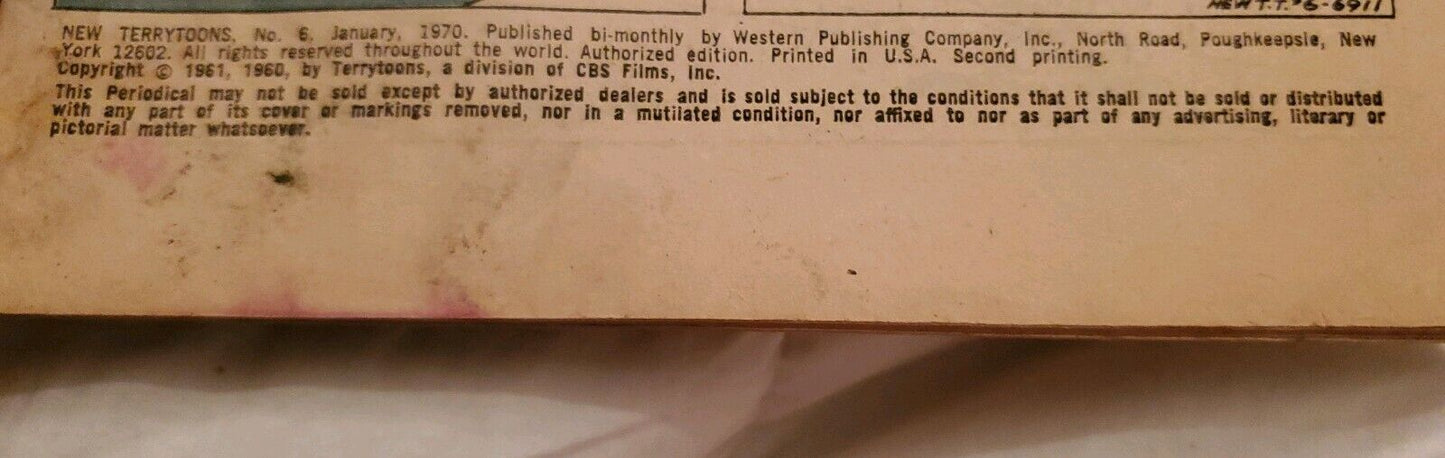 NEW T.T. #6-6911
NEW TERRYTOONS, No. 6, January, 1970. Published bi-monthly by Western Publishing Company, Inc., North Road, Poughkeepsie, New
York 12602. All rights reserved throughout the world. Authorized edition. Printed in U.S.A. Second printing.
Copyright © 1961, 1960, by Terrytoons, a division of CBS Films, Inc.
This Periodical may not be sold except by authorized dealers and is sold subject to the conditions that it shall not be sold or distributed
with any part of its cover or markings removed, nor in a mutilated condition, nor affixed to nor as part of any advertising, literary or
pictorial matter whatsoever.